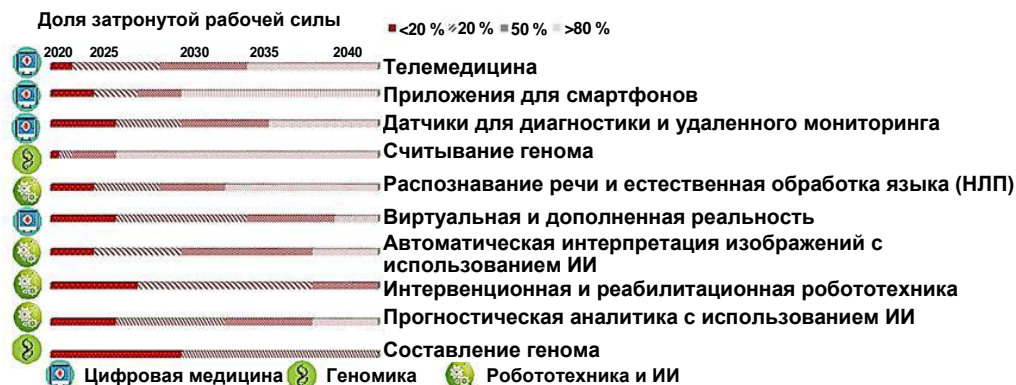 Доля затронутой рабочей силы
<20 % 20 % 50 % >80 %
2020 2025 2030 2035 2040
Телемедицина
Приложения для смартфонов
Датчики для диагностики и удаленного мониторинга
Считывание генома
Распознавание речи и естественная обработка языка (НЛП)
Виртуальная и дополненная реальность
Автоматическая интерпретация изображений с
использованием ИИ
Интервенционная и реабилитационная робототехника
Прогностическая аналитика с использованием ИИ
Составление генома
Цифровая медицина Геномика Робототехника и ИИ